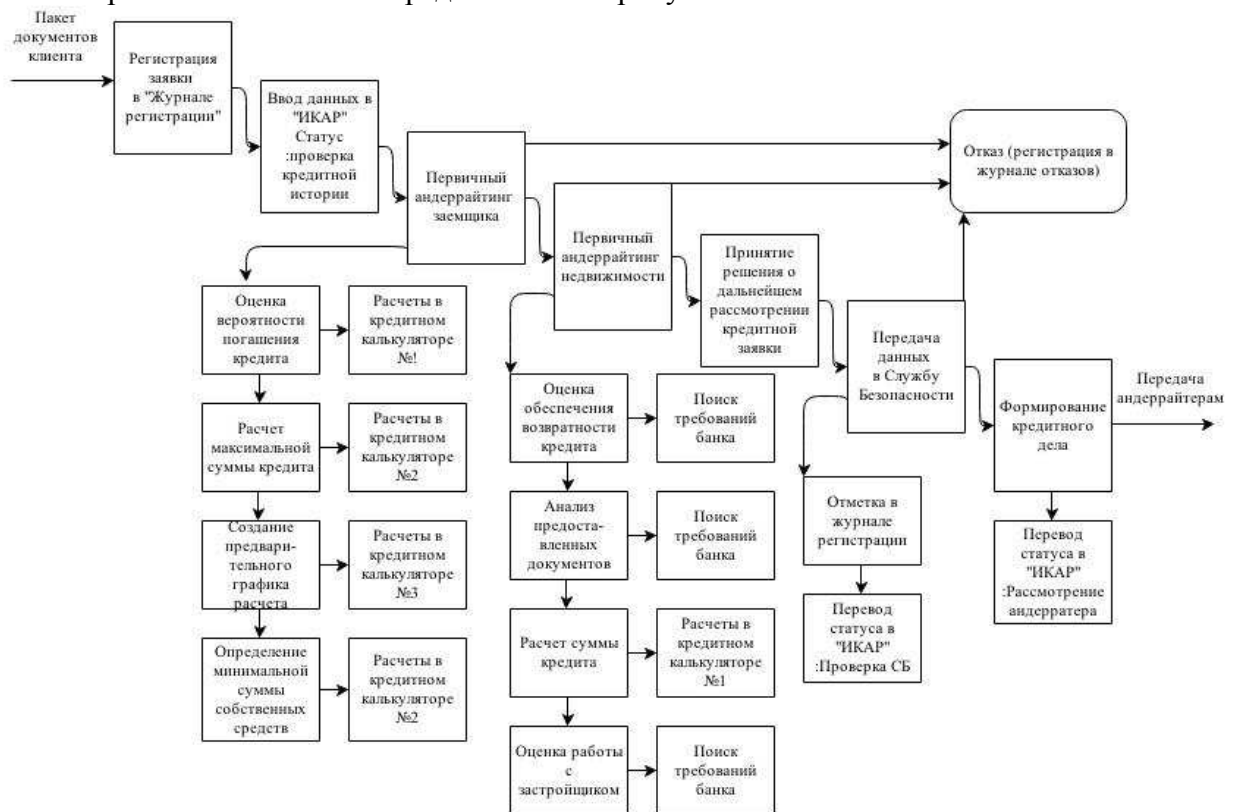 Пакет
документов
клиента
Регистрация
заявки
в "Журнале
регистрации"
Ввод данных в
"ИКАР"
Статус
:проверка
кредитной
истории
Первичный
андеррайтинг
заемщика
Отказ (регистрация в
журнале отказов)
Первичный
андеррайтинг
недвижимости
Принятие
решения о
дальнейшем
рассмотрении
кредитной
заявки
Передача
данных
в Службу
Безопасности
Формирование
кредитного
дела
Передача
андеррайтерам
Оценка
вероятности
погашения
кредита
Расчеты в
кредитном
калькуляторе
№!
Расчет
максимальной
суммы кредита
Расчеты в
кредитном
калькуляторе
№2
Создание
предвари-
тельного
графика
расчета
Расчеты в
кредитном
калькуляторе
№3
Определение
минимальной
суммы
собственных
средств
Расчеты в
кредитном
калькуляторе
№2
Оценка
обеспечения
возвратности
кредита
Поиск
требований
банка
Анализ
предоста-
вленных
документов
Поиск
требований
банка
Расчет суммы
кредита
Расчеты в
кредитном
калькуляторе
№1
Оценка работы
с
застройщиком
Поиск
требований
банка
Отметка в
журнале
регистрации
Перевод
статуса в
"ИКАР"
:Проверка СБ
Перевод
статуса в
"ИКАР"
:Рассмотрение
андерратера